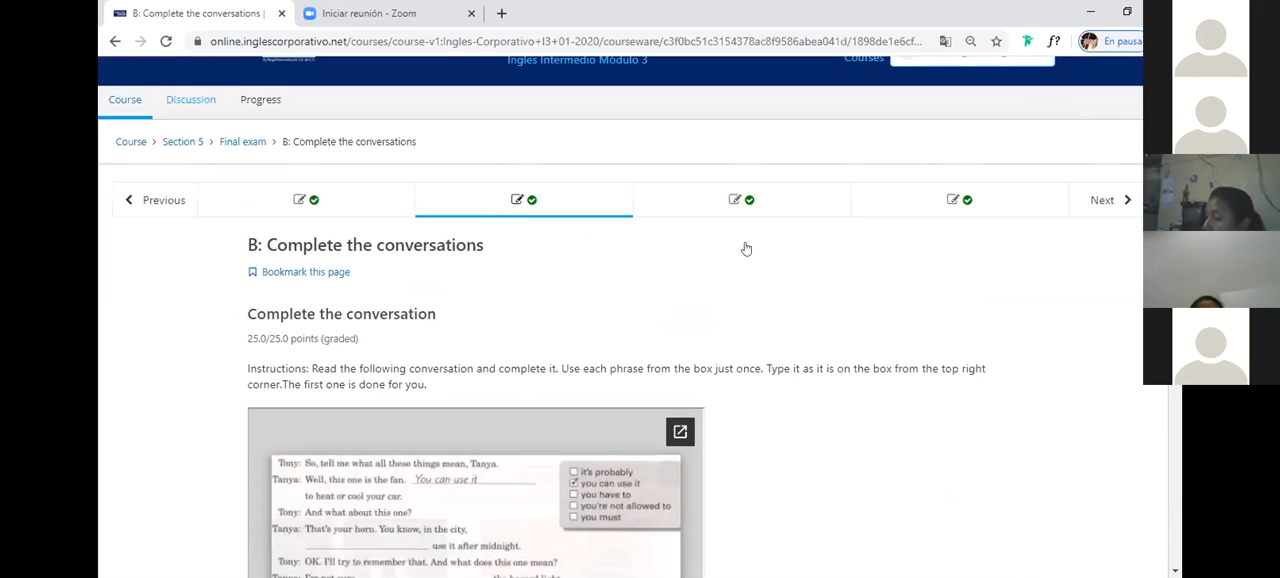 B: Complete the conversations |
Iniciar reunión - Zoom
online.inglescorporativo.net/courses/course-v1:Ingles-Corporativo+I3+01-2020/courseware/c3f0bc51c3154378ac8f9586abea041d/1898de1e6cf...
En pausa
Ingles Intermedio Módulo 3
Courses
Course
Discussion
Progress
Course > Section 5 > Final exam > B: Complete the conversations
Previous
Next
B: Complete the conversations
Bookmark this page
Complete the conversation
25.0/25.0 points (graded)
Instructions: Read the following conversation and complete it. Use each phrase from the box just once. Type it as it is on the box from the top right
corner.The first one is done for you.
Tony: So, tell me what all these things mean, Tanya.
Tanya: Well, this one is the fan. You can use it
to heat or cool your car.
Tony: And what about this one?
Tanya: That's your horn. You know, in the city,
use it after midnight.
Tony: OK. I'll try to remember that. And what does this one mean?
it's probably
you can use it
you have to
you're not allowed to
you must